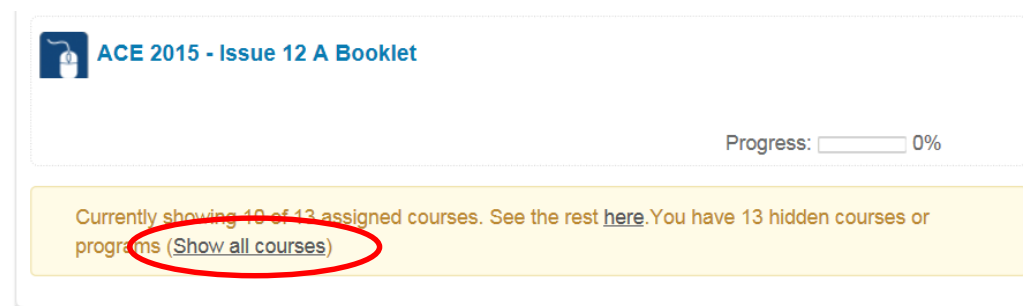 ACE 2015 - Issue 12 A Booklet
Progress: 0%
Currently showing 10 of 13 assigned courses. See the rest here.You have 13 hidden courses or
programs (Show all courses)